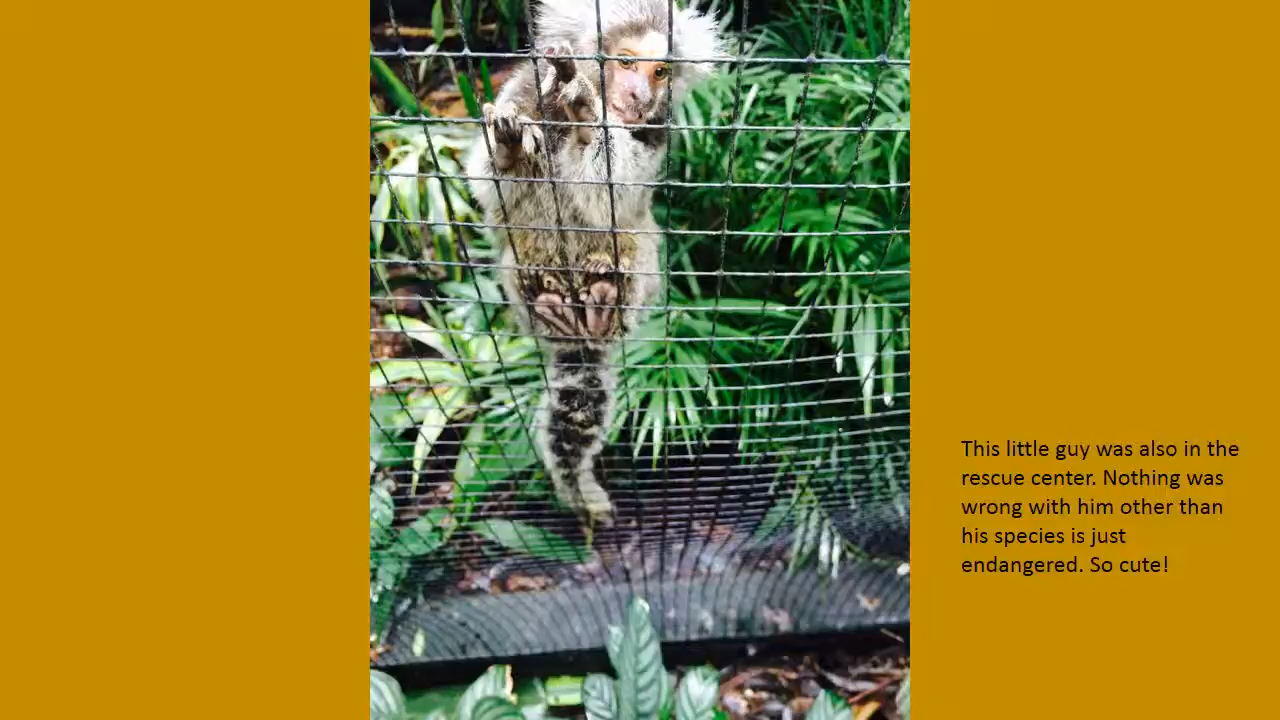 This little guy was also in the
rescue center. Nothing was
wrong with him other than
his species is just
endangered. So cute!